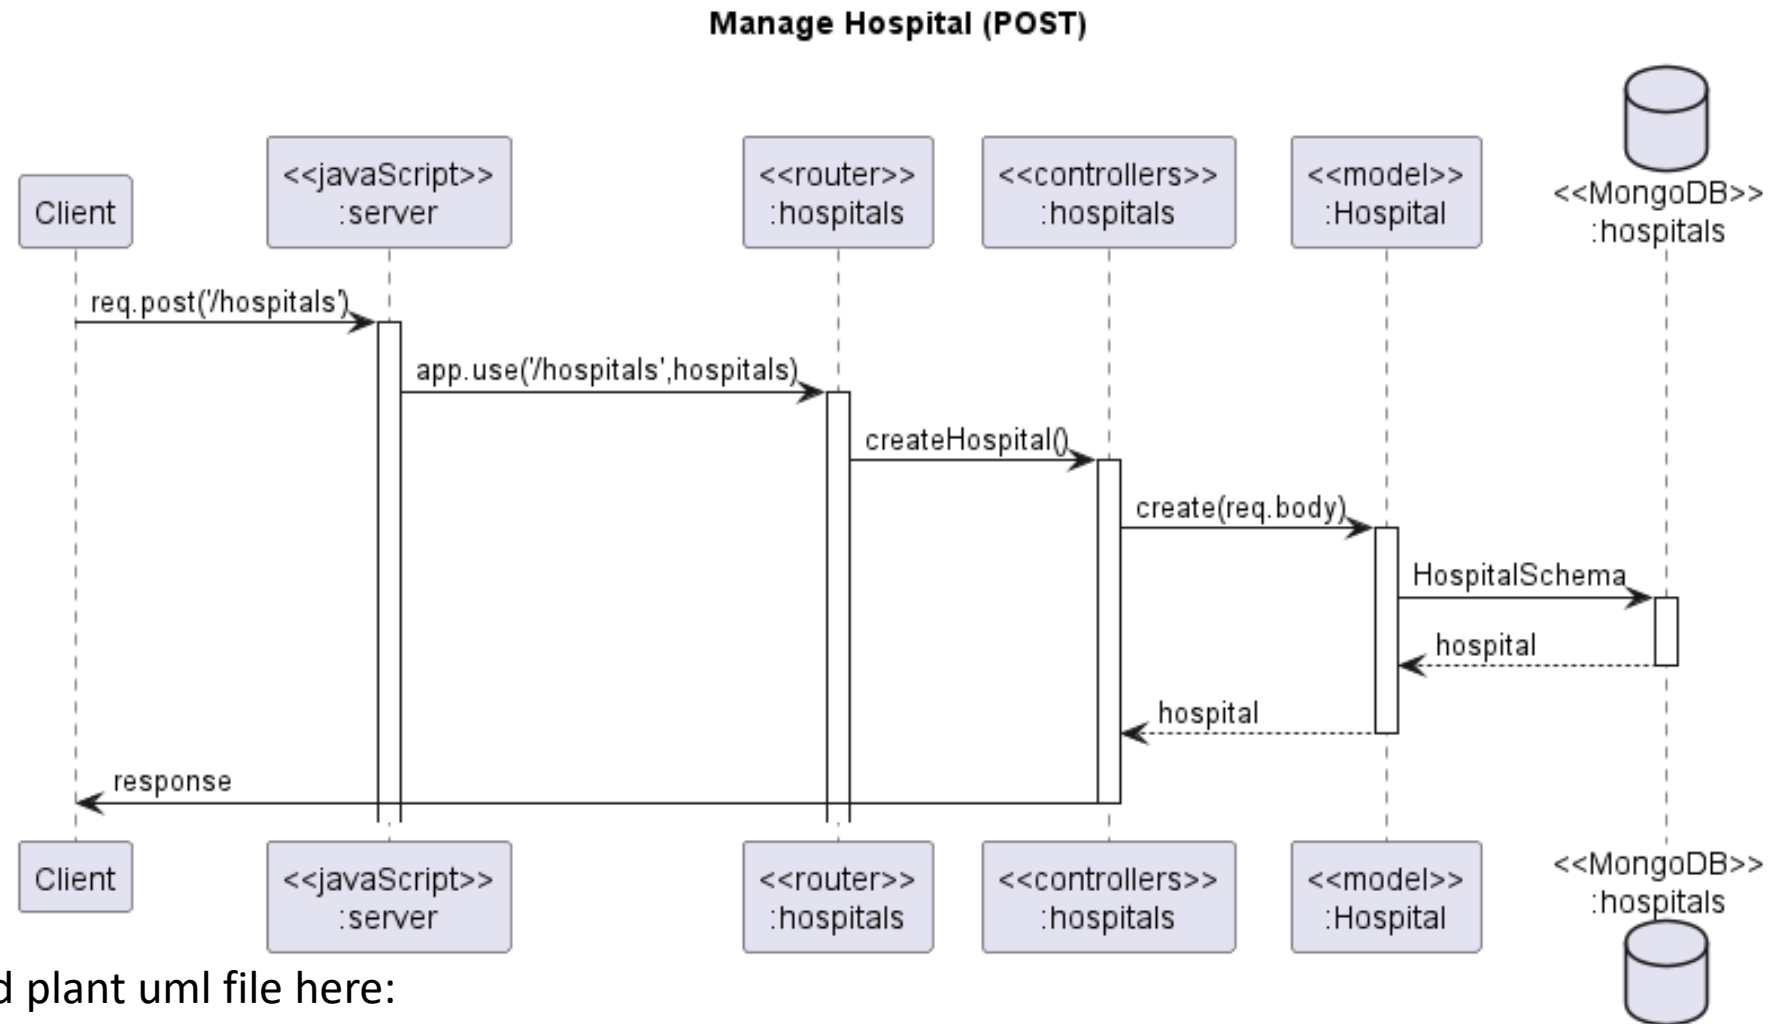 Manage Hospital (POST)
Client
<<javaScript>>
:server
<<router>>
:hospitals
<<controllers>>
:hospitals
<<model>>
:Hospital
<<MongoDB>>
:hospitals
req.post('/hospitals')
app.use('/hospitals',hospitals)
createHospital()
create(req.body)
HospitalSchema
hospital
hospital
response
Client
<<javaScript>>
:server
<<router>>
:hospitals
<<controllers>>
:hospitals
<<model>>
:Hospital
<<MongoDB>>
:hospitals
plant uml file here: